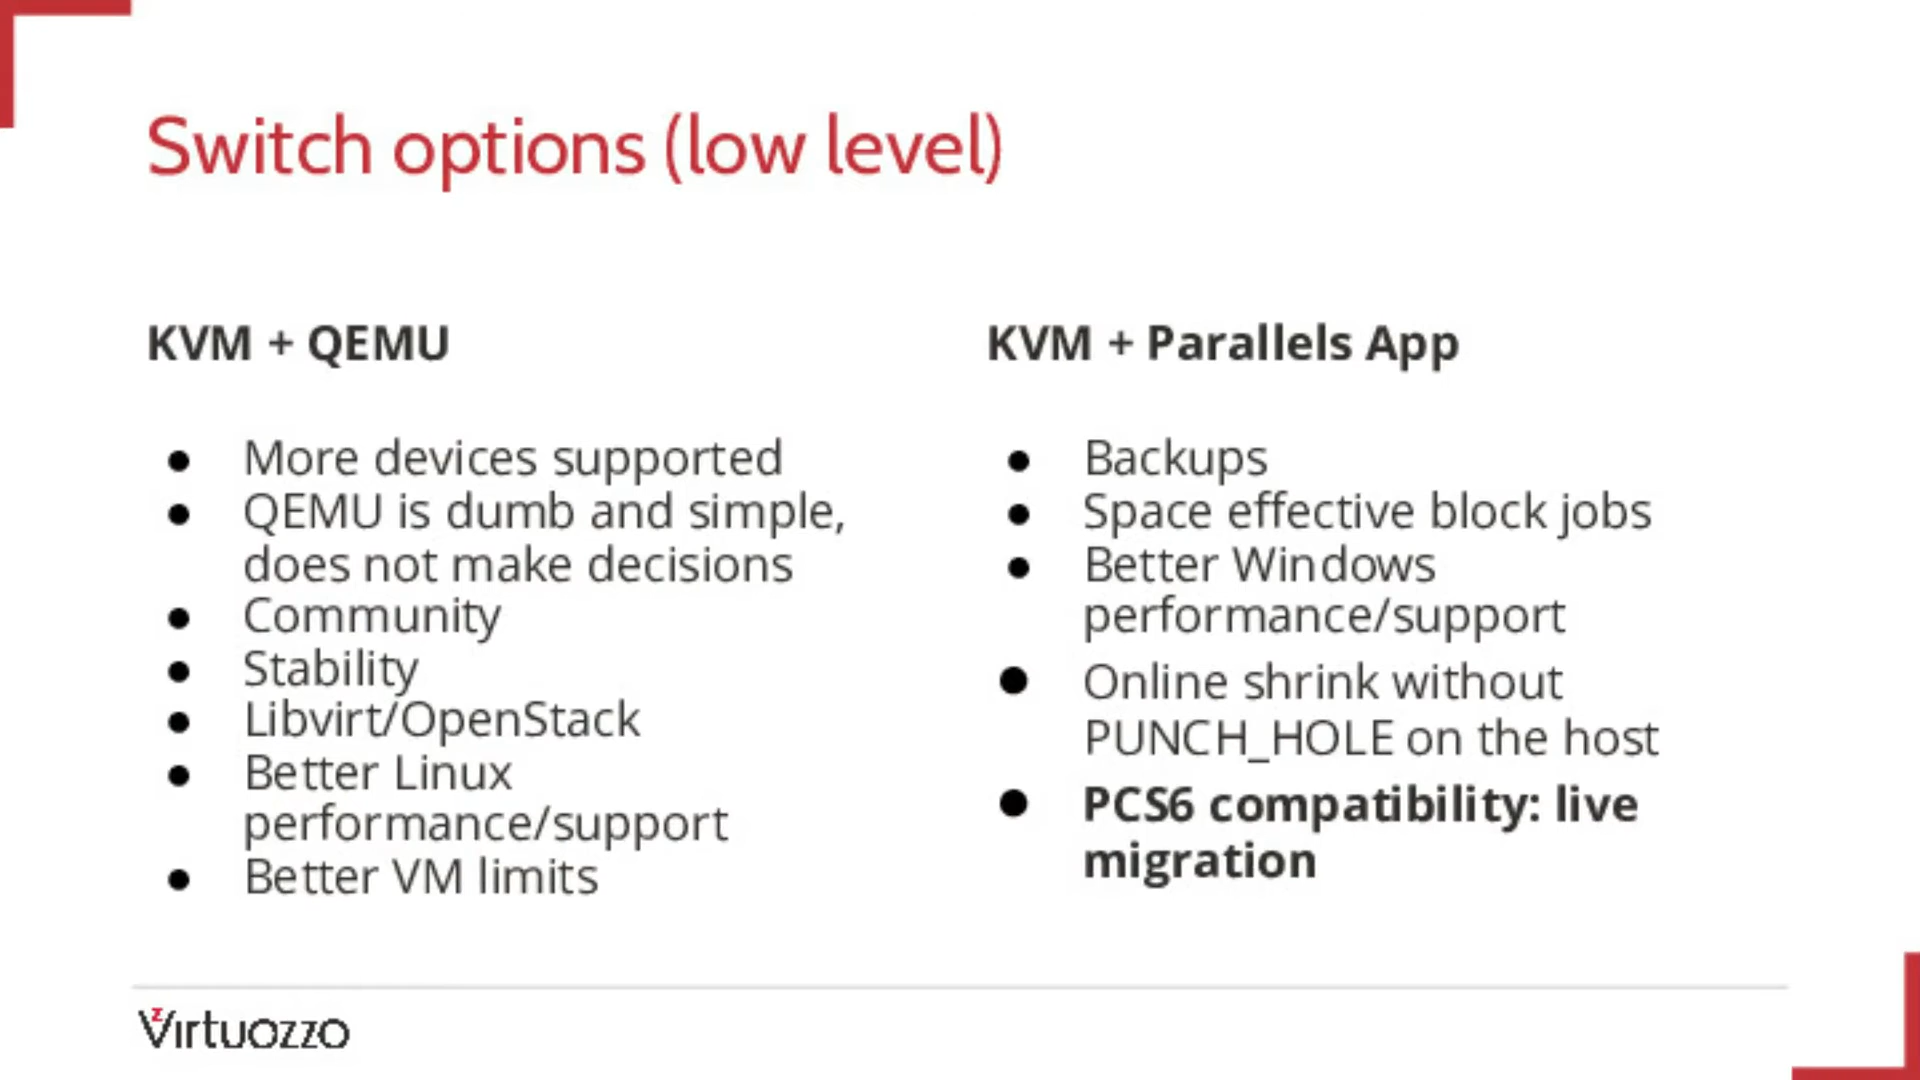 Switch options (low level)
KVM + QEMU
● More devices supported
● QEMU is dumb and simple,
does not make decisions
● Community
● Stability
● Libvirt/OpenStack
● Better Linux
performance/support
● Better VM limits
KVM + Parallels App
● Backups
● Space effective block jobs
● Better Windows
performance/support
● Online shrink without
PUNCH_HOLE on the host
● PCS6 compatibility: live
migration
Virtuozzo